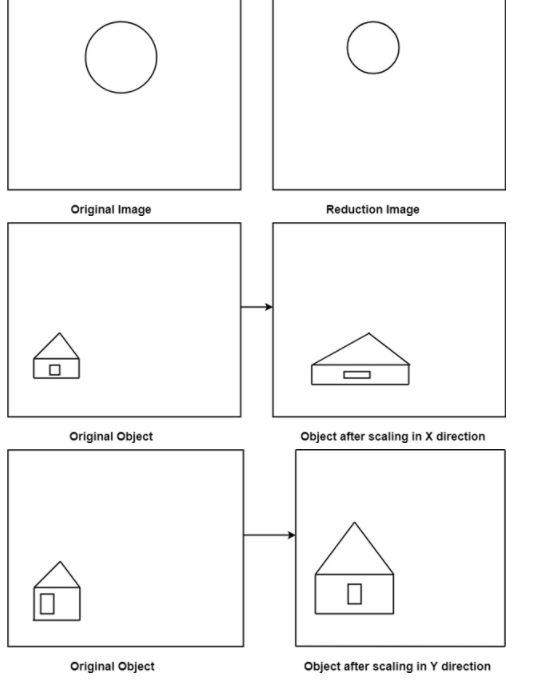 Original Image
Reduction Image
Original Object
Object after scaling in X direction
Original Object
Object after scaling in Y direction